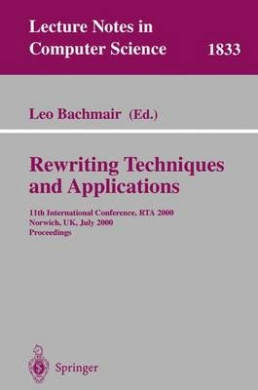 Lecture Notes in
Computer Science 1833
Leo Bachmair (Ed.)
Rewriting Techniques
and Applications
11th International Conference, RTA 2000
Norwich, UK, July 2000
Proceedings
Springer